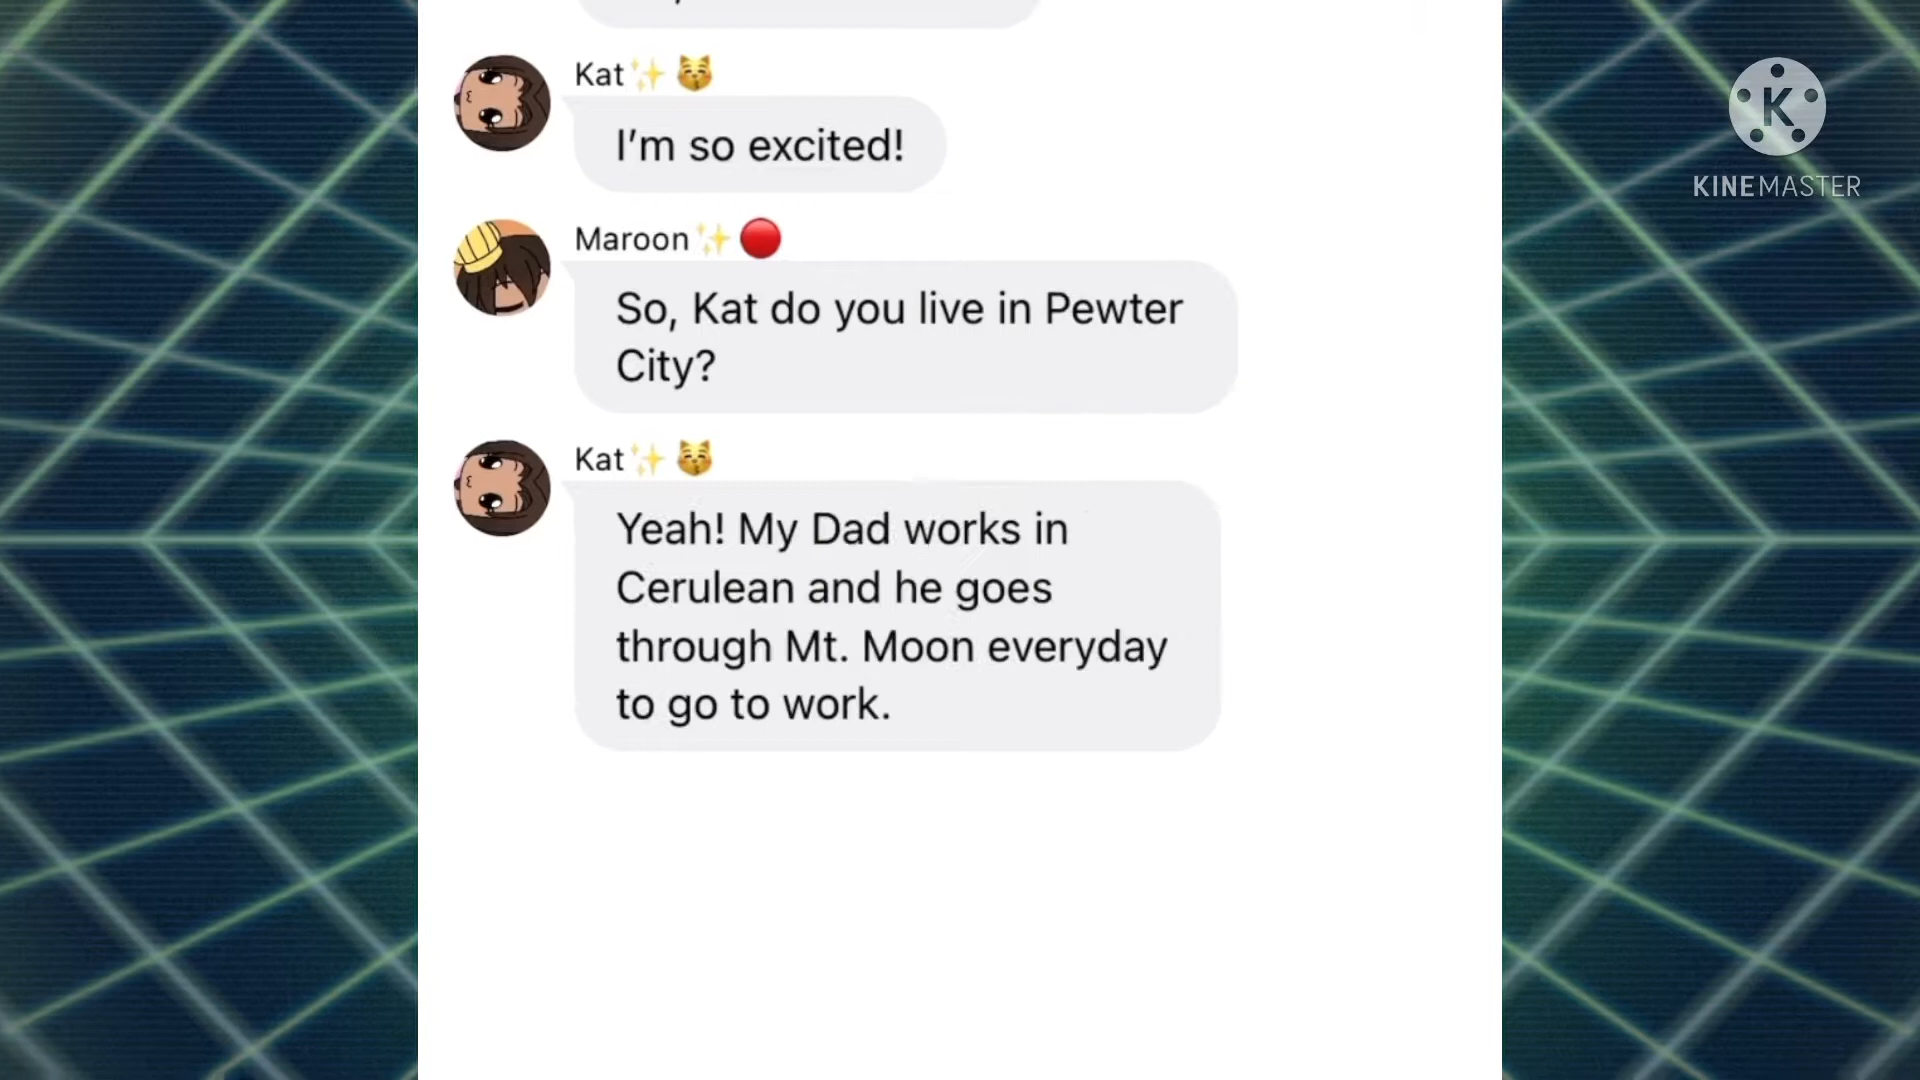 Kat✨😽
I'm so excited!
Maroon✨🔴
So, Kat do you live in Pewter
City?
Kat✨😽
Yeah! My Dad works in
Cerulean and he goes
through Mt. Moon everyday
to go to work.
K
KINEMASTER